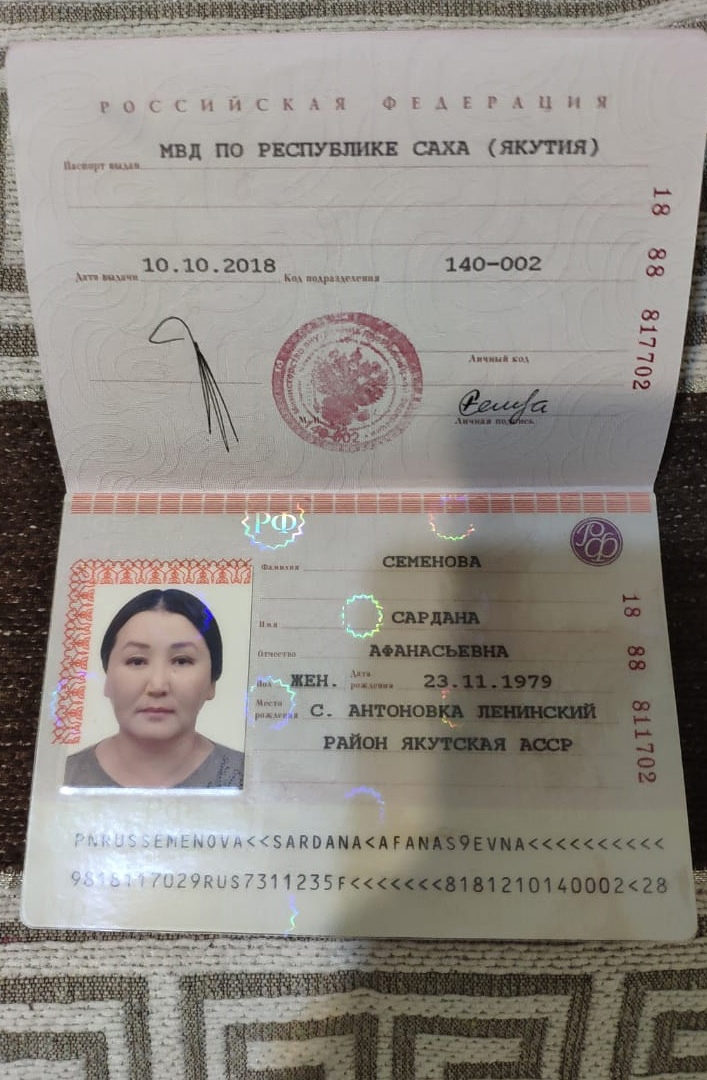 РОССИЙСКАЯ ФЕДЕРАЦИЯ
Паспорт выдан МВД ПО РЕСПУБЛИКЕ САХА (ЯКУТИЯ)
Дата выдачи 10.10.2018 Код подразделения 140-002
Личный код
Личная подпись
18 88 817702
РФ
Фамилия СЕМЕНОВА
Имя САРДАНА
Отчество АФАНАСЬЕВНА
Пол ЖЕН. Дата рождения 23.11.1979
Место рождения С. АНТОНОВКА ЛЕНИНСКИЙ
РАЙОН ЯКУТСКАЯ АССР
18 88 811702
PNRUSSEMENOVA<<SARDANA<AFANAS9EVNA<<<<<<<<<<
9818117029RUS7311235F<<<<<<<8181210140002<28